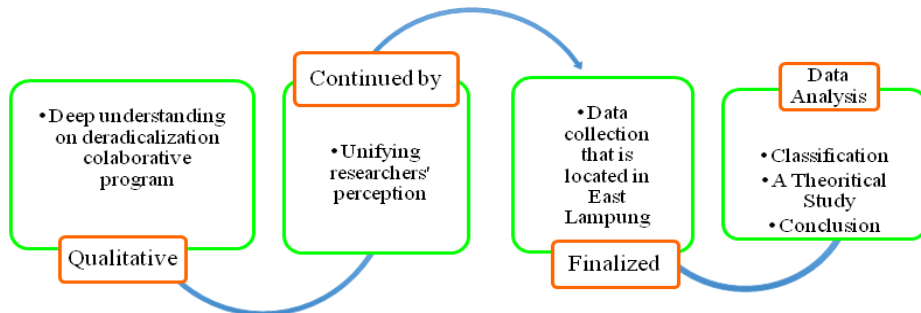 • Deep understanding
on deradicalization
colaborative
program
Qualitative
Continued by
• Unifying
researchers'
perception
• Data
collection
that is
located in
East
Lampung
Finalized
Data
Analysis
• Classification
• A Theoritical
Study
• Conclusion